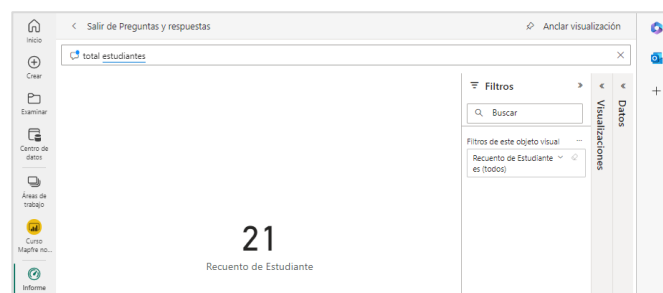 Inicio
Crear
Examinar
Centro de
datos
Áreas de
trabajo
Curso
Mapfre no...
Informe
Salir de Preguntas y respuestas
Anclar visualización
total estudiantes
21
Recuento de Estudiante
Filtros
Buscar
Filtros de este objeto visual
Recuento de Estudiante
es (todos)
Visualizaciones
Datos